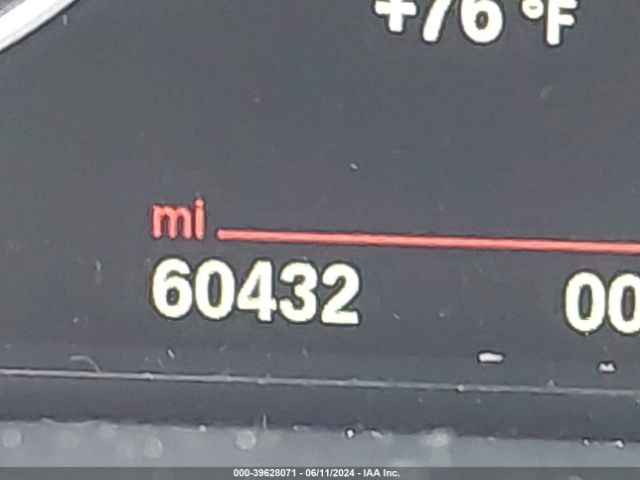 +76 °F
mi
60432 00
000-39628071 - 06/11/2024 - IAA Inc.